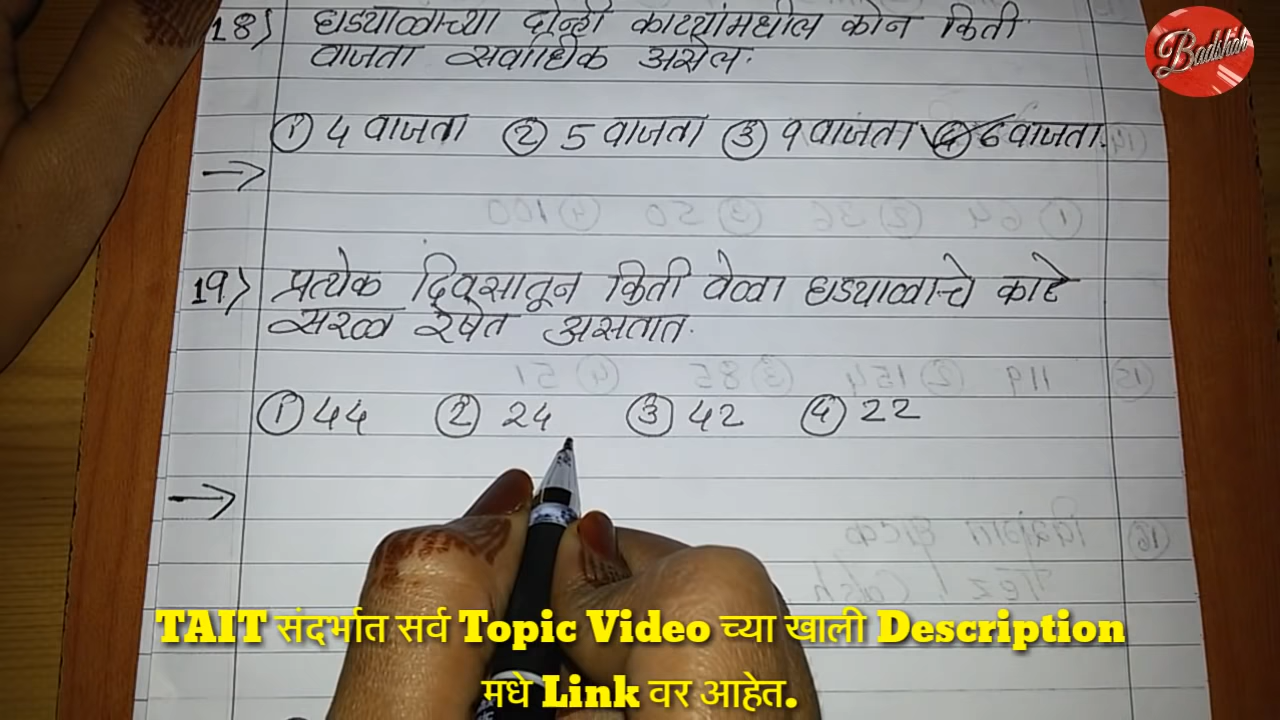 18) घड्याळाच्या दोन्ही काट्यांमधील कोन किती
वाजता सर्वाधिक असेल.
① 4 वाजता ② 5 वाजता ③ 9 वाजता ④ 6 वाजता.
→
19) प्रत्येक दिवसातून किती वेळा घड्याळाचे काटे
सरळ रेषेत असतात.
① 44 ② 24 ③ 42 ④ 22
→
TAIT संदर्भात सर्व Topic Video च्या खाली Description
मधे Link वर आहेत.
Badshah